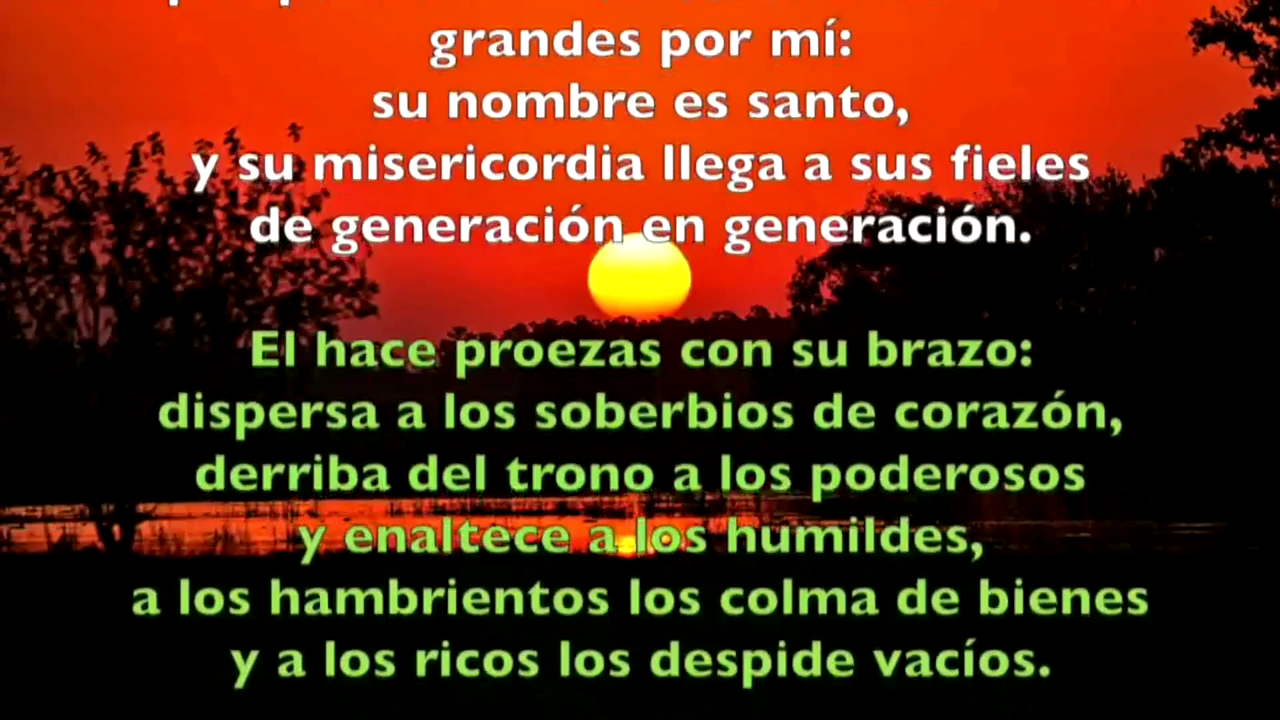 grandes por mí:
su nombre es santo,
y su misericordia llega a sus fieles
de generación en generación.
El hace proezas con su brazo:
dispersa a los soberbios de corazón,
derriba del trono a los poderosos
y enaltece a los humildes,
a los hambrientos los colma de bienes
y a los ricos los despide vacíos.